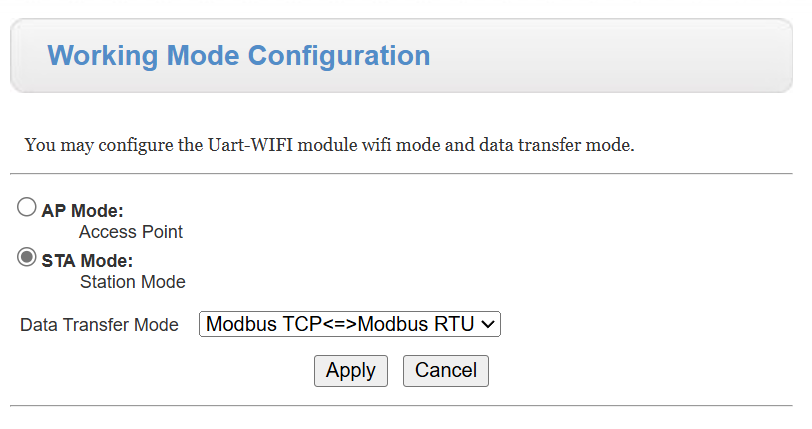 Working Mode Configuration
You may configure the Uart-WIFI module wifi mode and data transfer mode.
AP Mode:
Access Point
STA Mode:
Station Mode
Data Transfer Mode Modbus TCP<=>Modbus RTU
Apply Cancel